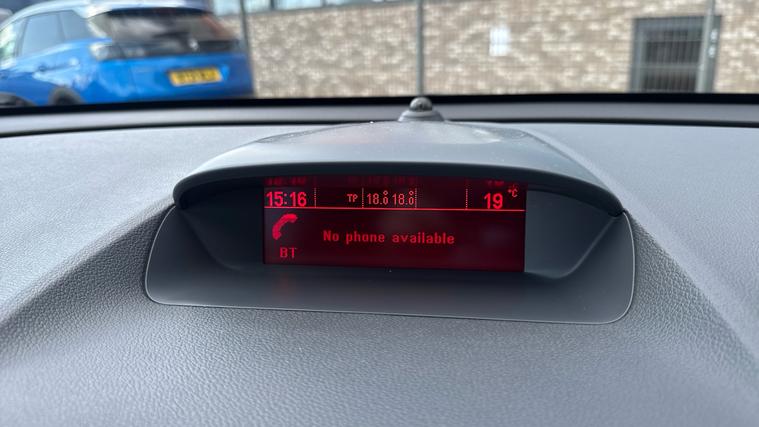 15:16 TP 18.0° 18.0° 19°C
No phone available
BT